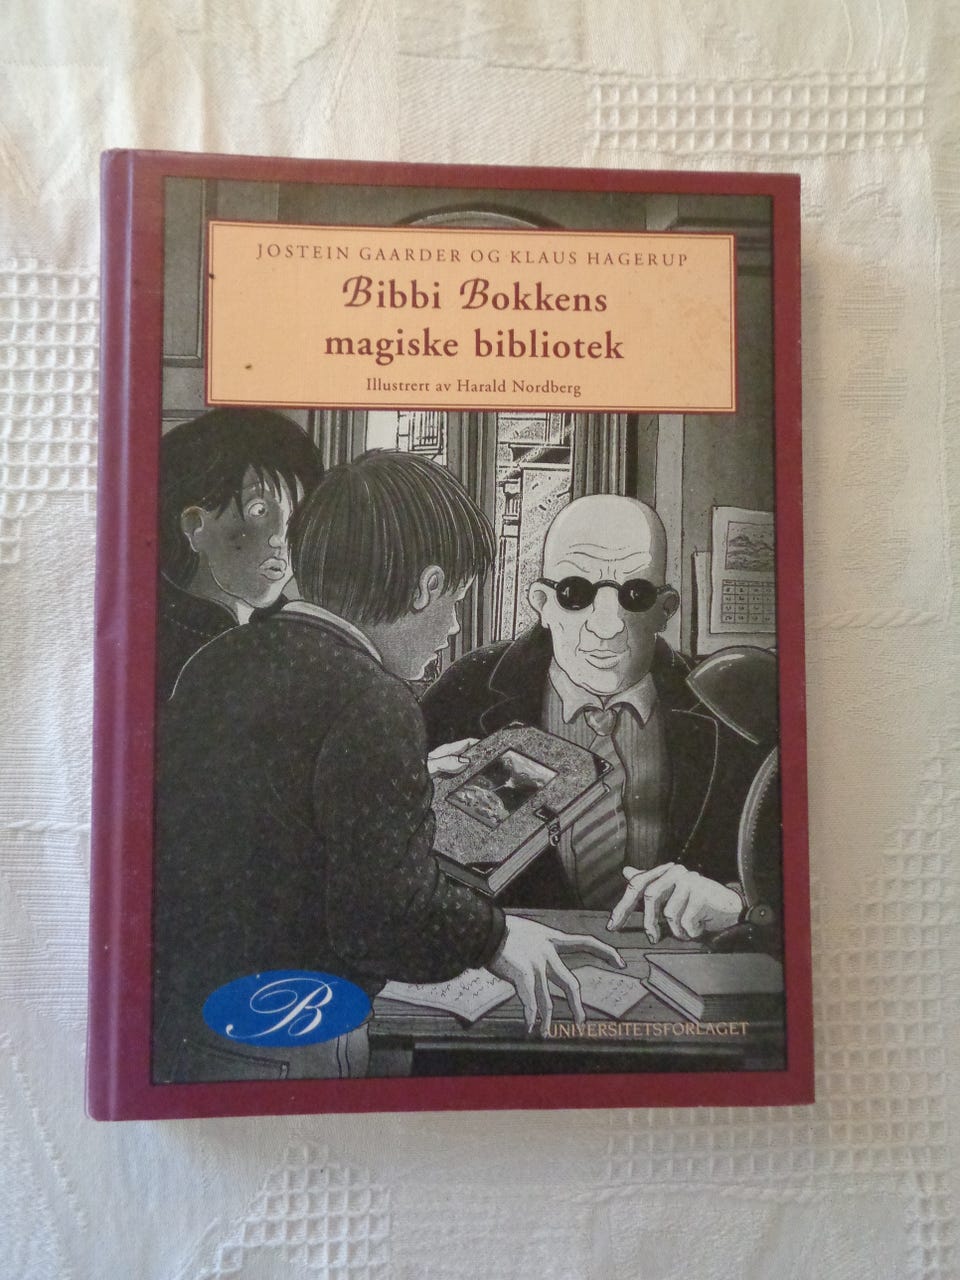 JOSTEIN GAARDER OG KLAUS HAGERUP
Bibbi Bokkens
magiske bibliotek
Illustrert av Harald Nordberg
B
UNIVERSITETSFORLAGET